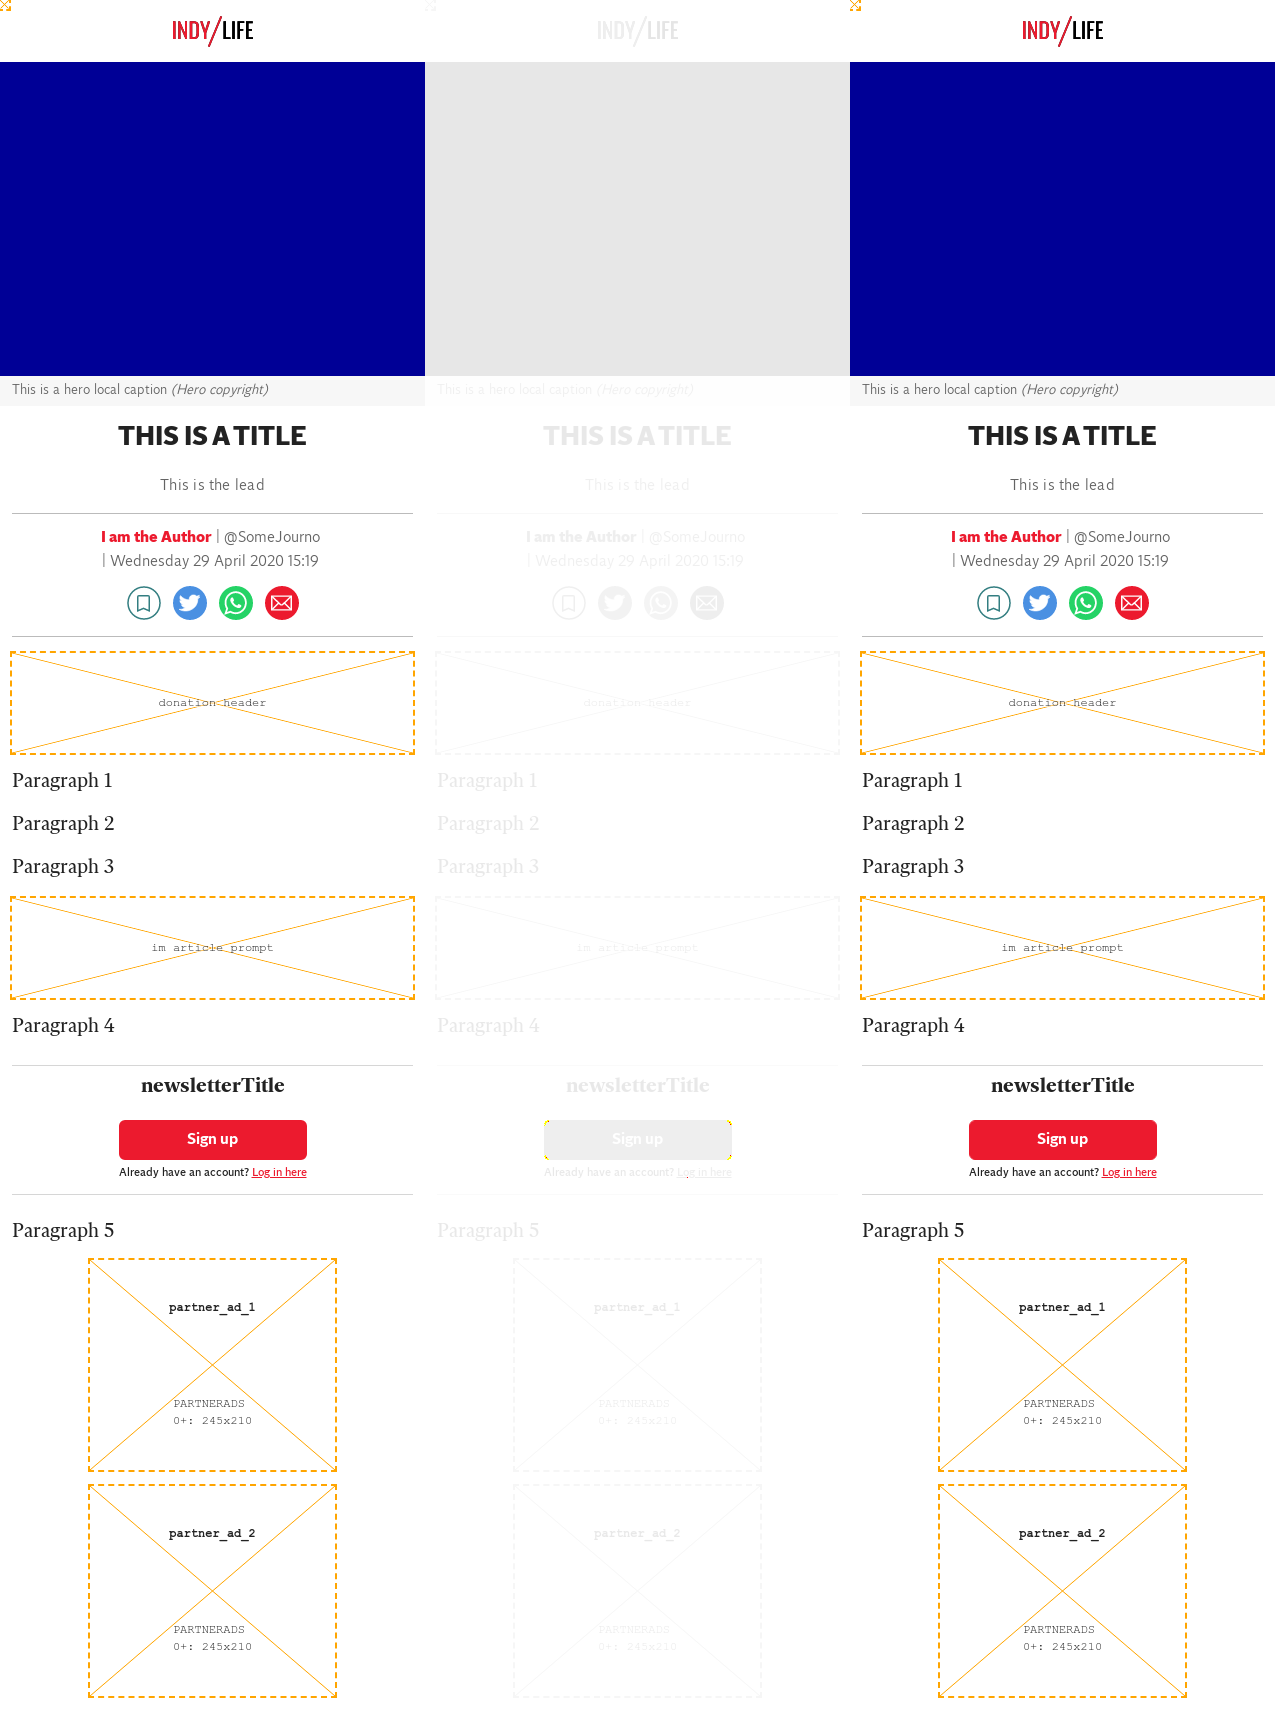 INDY/LIFE
This is a hero local caption (Hero copyright)
THIS IS A TITLE
This is the lead
I am the Author | @SomeJourno
| Wednesday 29 April 2020 15:19
donation header
Paragraph 1
Paragraph 2
Paragraph 3
im article prompt
Paragraph 4
newsletterTitle
Sign up
Already have an account? Log in here
Paragraph 5
partner_ad_1
PARTNERADS
0+: 245x210
partner_ad_2
PARTNERADS
0+: 245x210
INDY/LIFE
This is a hero local caption (Hero copyright)
THIS IS A TITLE
This is the lead
I am the Author | @SomeJourno
| Wednesday 29 April 2020 15:19
donation header
Paragraph 1
Paragraph 2
Paragraph 3
im article prompt
Paragraph 4
newsletterTitle
Sign up
Already have an account? Log in here
Paragraph 5
partner_ad_1
PARTNERADS
0+: 245x210
partner_ad_2
PARTNERADS
0+: 245x210
INDY/LIFE
This is a hero local caption (Hero copyright)
THIS IS A TITLE
This is the lead
I am the Author | @SomeJourno
| Wednesday 29 April 2020 15:19
donation header
Paragraph 1
Paragraph 2
Paragraph 3
im article prompt
Paragraph 4
newsletterTitle
Sign up
Already have an account? Log in here
Paragraph 5
partner_ad_1
PARTNERADS
0+: 245x210
partner_ad_2
PARTNERADS
0+: 245x210